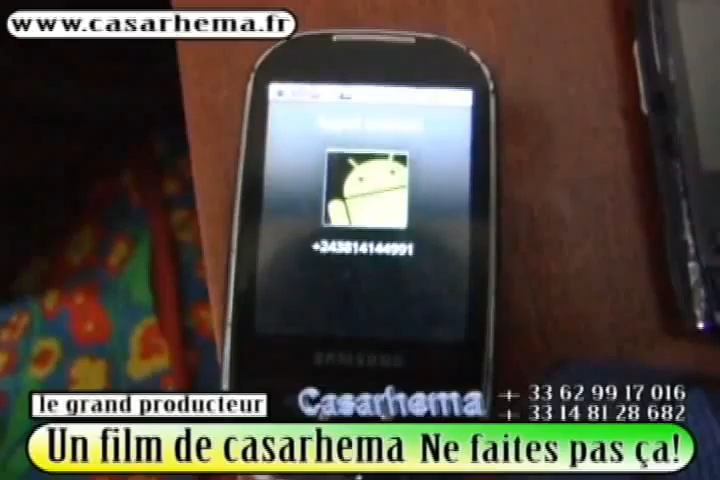 www.casarhema.fr
+243814144991
SAMSUNG
le grand producteur
Casarhema
+ 33 62 99 17 016
+ 33 14 81 28 682
Un film de casarhema Ne faites pas ça!